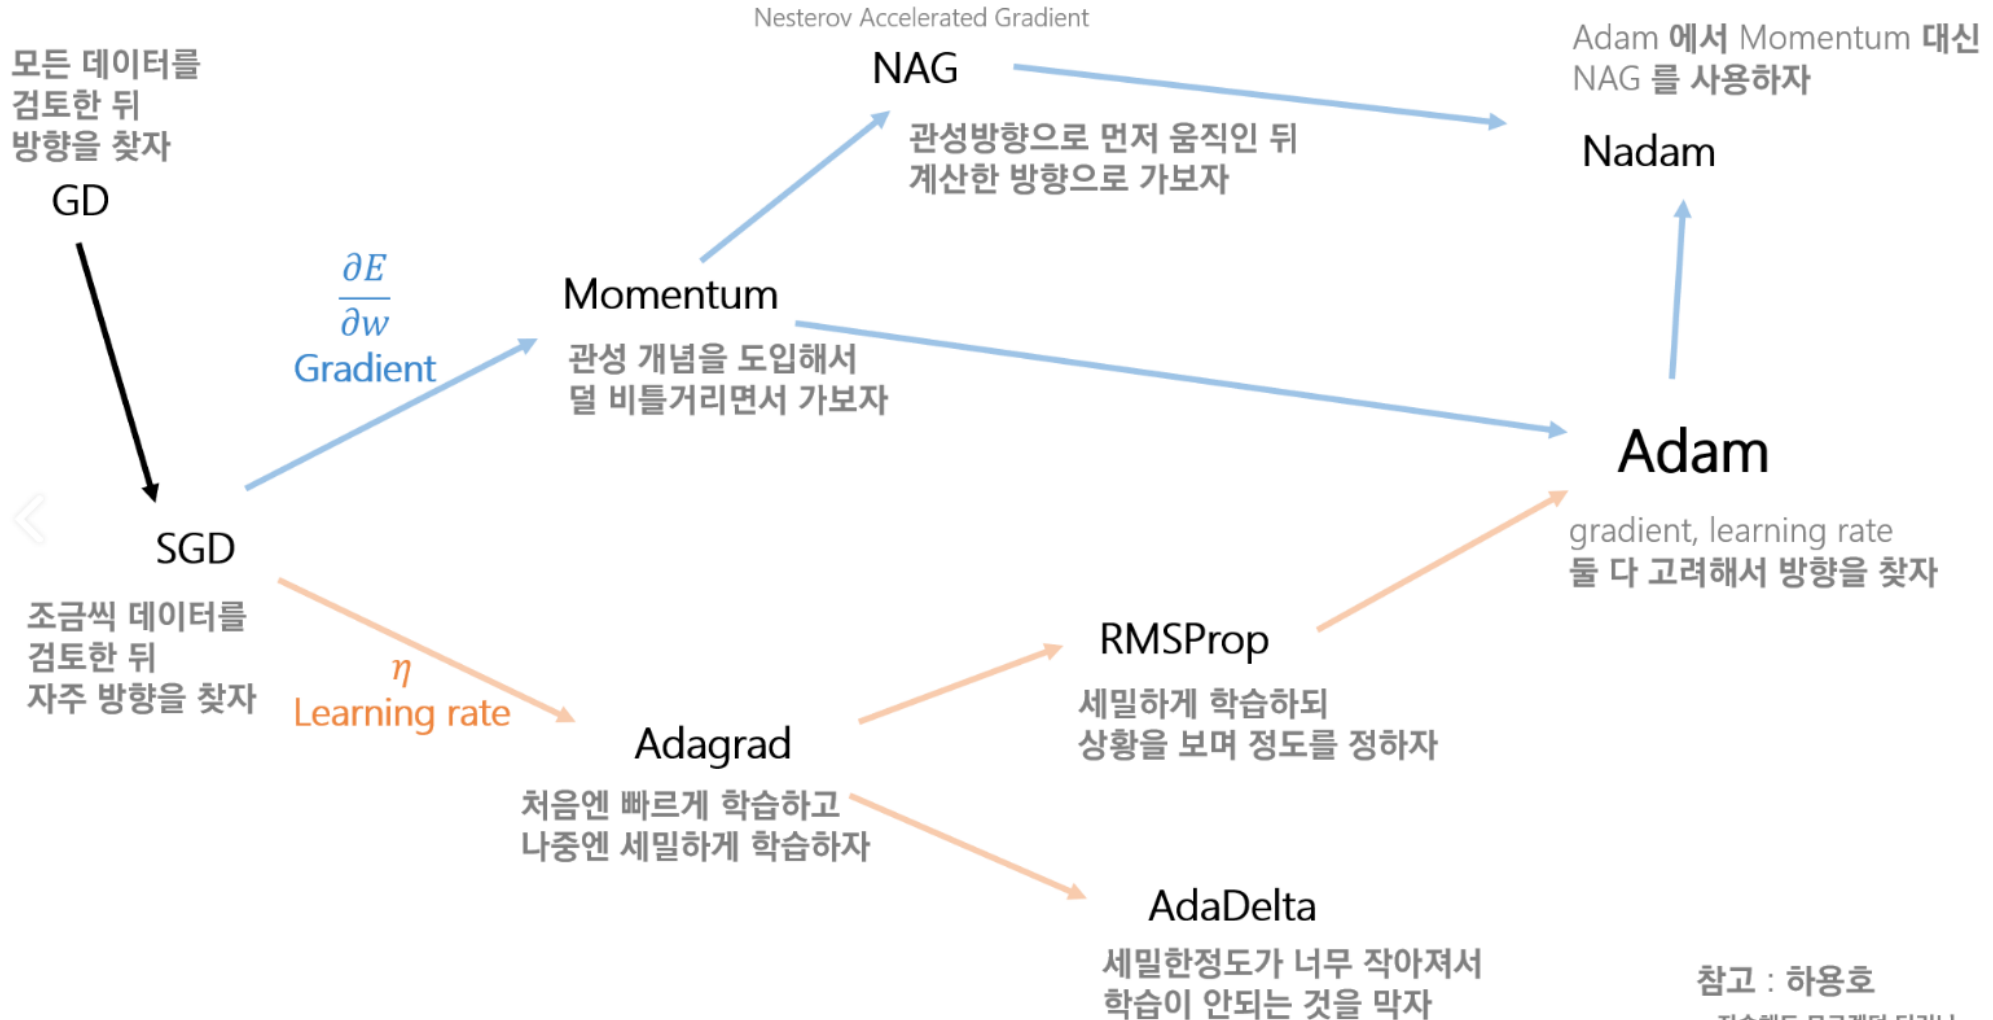 Nesterov Accelerated Gradient
NAG
관성방향으로 먼저 움직인 뒤
계산한 방향으로 가보자
Adam 에서 Momentum 대신
NAG 를 사용하자
Nadam
모든 데이터를
검토한 뒤
방향을 찾자
GD
∂E
∂w
Gradient
Momentum
관성 개념을 도입해서
덜 비틀거리면서 가보자
Adam
gradient, learning rate
둘 다 고려해서 방향을 찾자
SGD
조금씩 데이터를
검토한 뒤
자주 방향을 찾자
η
Learning rate
Adagrad
처음엔 빠르게 학습하고
나중엔 세밀하게 학습하자
RMSProp
세밀하게 학습하되
상황을 보며 정도를 정하자
AdaDelta
세밀한정도가 너무 작아져서
학습이 안되는 것을 막자
참고 : 하용호